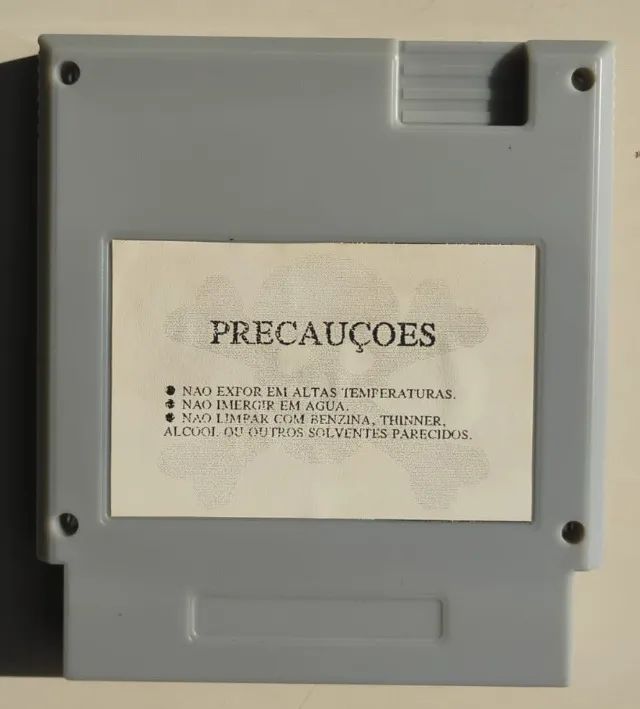 PRECAUÇOES
● NAO EXPOR EM ALTAS TEMPERATURAS.
● NAO IMERGIR EM AGUA.
● NAO LIMPAR COM BENZINA, THINNER,
ALCOOL OU OUTROS SOLVENTES PARECIDOS.